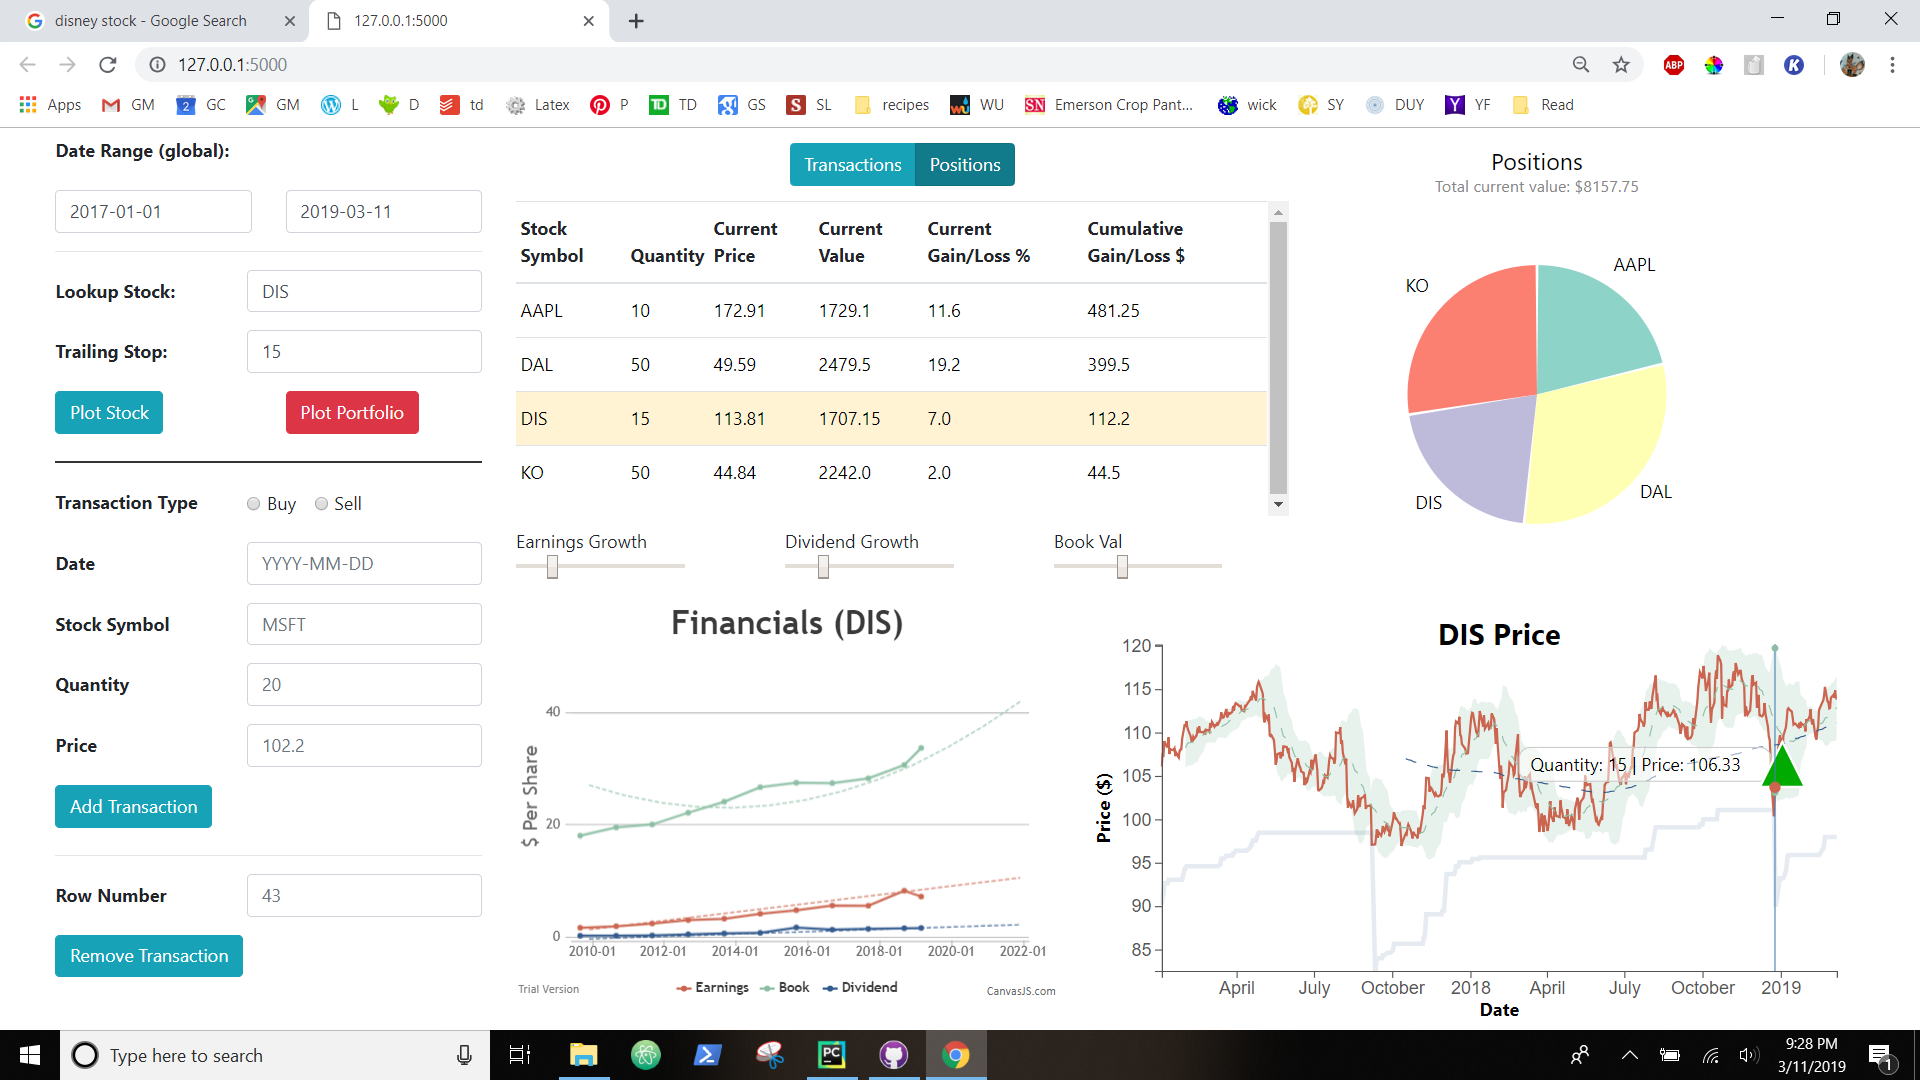 disney stock - Google Search
127.0.0.1:5000
127.0.0.1:5000
ABP
K
Apps GM GC GM L D td Latex P TD GS SL recipes WU Emerson Crop Pant... wick SY DUY YF Read
Date Range (global):
2017-01-01 2019-03-11
Lookup Stock: DIS
Trailing Stop: 15
Plot Stock Plot Portfolio
Transaction Type Buy Sell
Date YYYY-MM-DD
Stock Symbol MSFT
Quantity 20
Price 102.2
Add Transaction
Row Number 43
Remove Transaction
Transactions Positions
Stock Symbol Quantity Current Price Current Value Current Gain/Loss % Cumulative Gain/Loss $
AAPL 10 172.91 1729.1 11.6 481.25
DAL 50 49.59 2479.5 19.2 399.5
DIS 15 113.81 1707.15 7.0 112.2
KO 50 44.84 2242.0 2.0 44.5
Positions
Total current value: $8157.75
KO
AAPL
DIS
DAL
Earnings Growth Dividend Growth Book Val
Financials (DIS)
$ Per Share
40
20
0
2010-01 2012-01 2014-01 2016-01 2018-01 2020-01 2022-01
Trial Version
Earnings Book Dividend
CanvasJS.com
DIS Price
Price ($)
120
115
110
105
100
95
90
85
Quantity: 15 | Price: 106.33
April July October 2018 April July October 2019
Date
Type here to search
PC
9:28 PM
3/11/2019
1